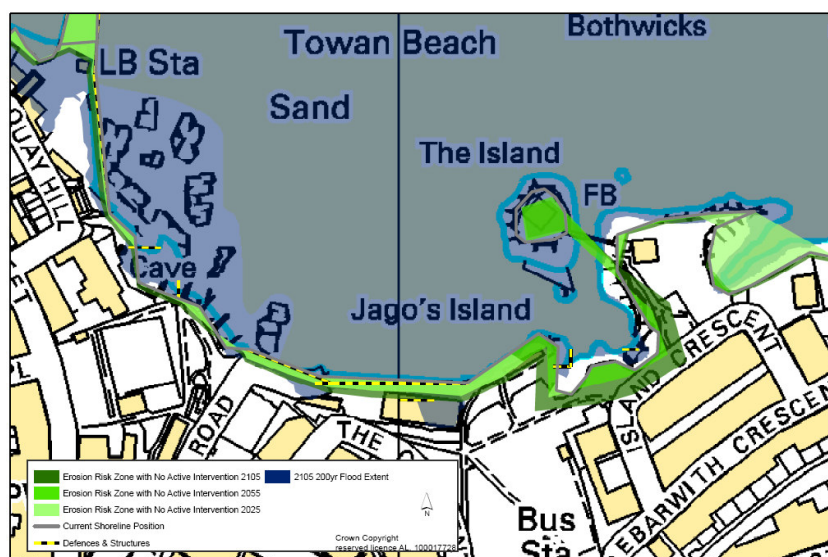 Bothwicks
Towan Beach
LB Sta
Sand
The Island
FB
QUAY HILL
Cave
Jago's Island
ISLAND CRESCENT
ROAD
THE
Erosion Risk Zone with No Active Intervention 2105
2105 200yr Flood Extent
Erosion Risk Zone with No Active Intervention 2055
Erosion Risk Zone with No Active Intervention 2025
Current Shoreline Position
Defences & Structures
N
Crown Copyright
reserved licence AL. 100017728
Bus
Sta
EBARWITH CRESCEN